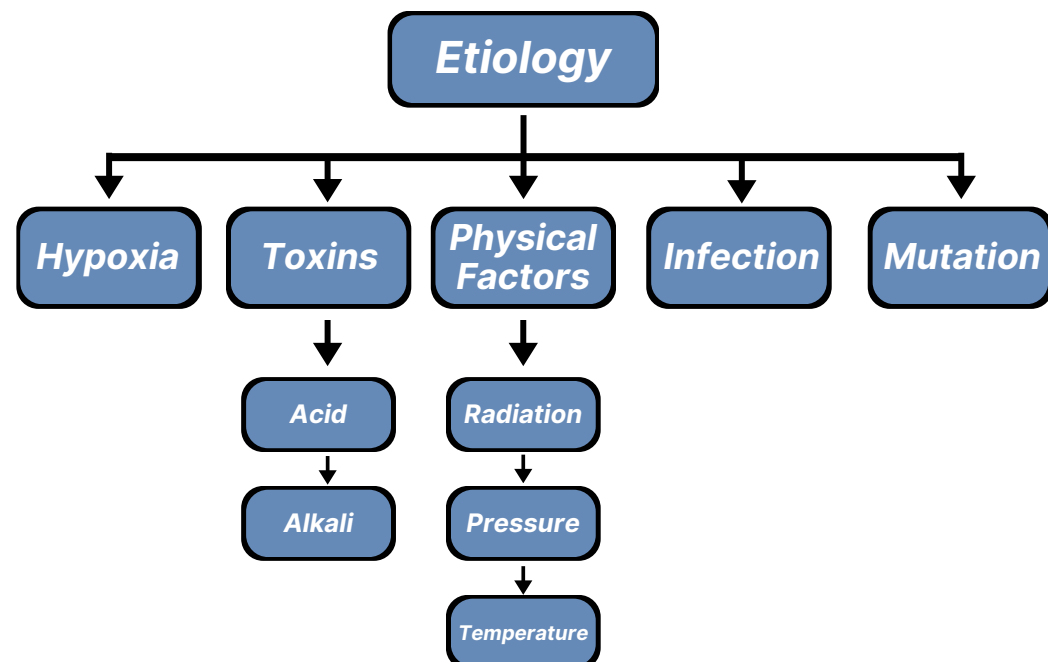 Etiology
Hypoxia
Toxins
Physical
Factors
Infection
Mutation
Acid
Radiation
Alkali
Pressure
Temperature